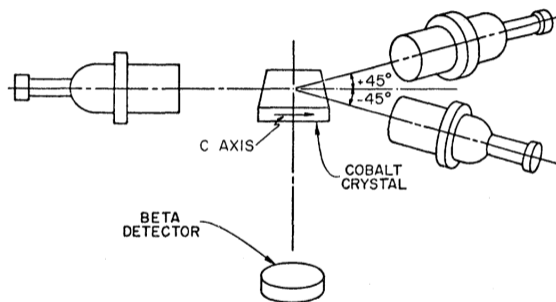 +45°
-45°
C AXIS
COBALT
CRYSTAL
BETA
DETECTOR